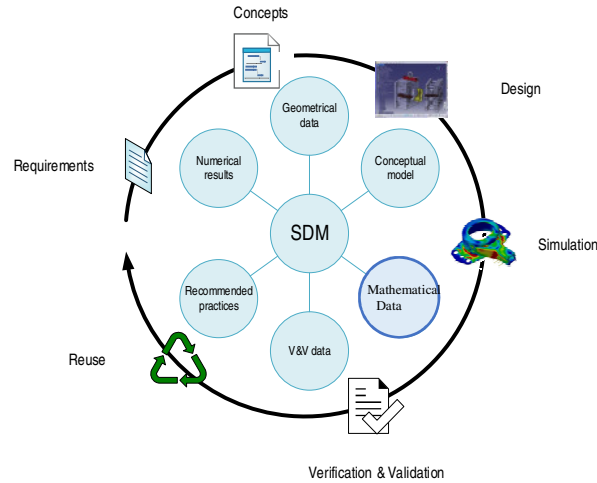 Concepts
Geometrical
data
Design
Requirements
Numerical
results
Conceptual
model
SDM
Simulation
Recommended
practices
Mathematical
Data
V&V data
Reuse
Verification & Validation